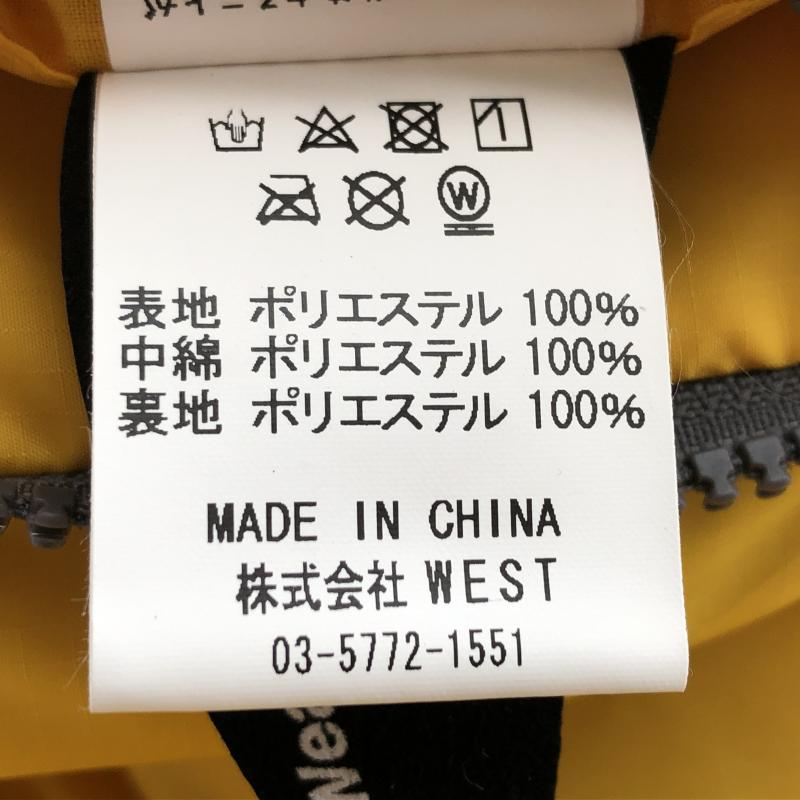 W
表地 ポリエステル 100%
中綿 ポリエステル 100%
裏地 ポリエステル 100%
MADE IN CHINA
株式会社 WEST
03-5772-1551
Wea